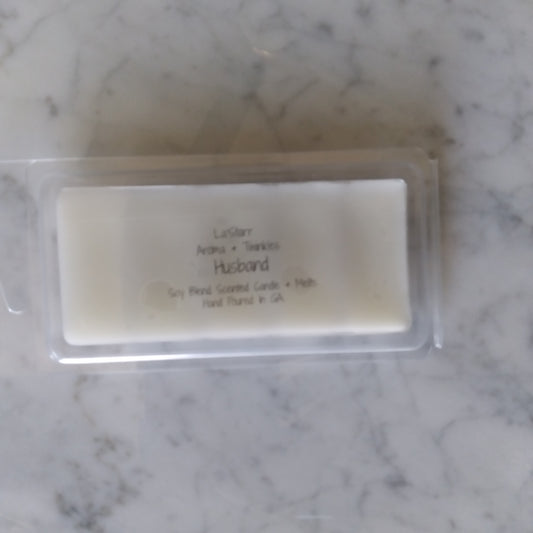 LaStarr
Aroma + Twinkles
Husband
Soy Blend Scented Candle + Melts
Hand Poured In GA